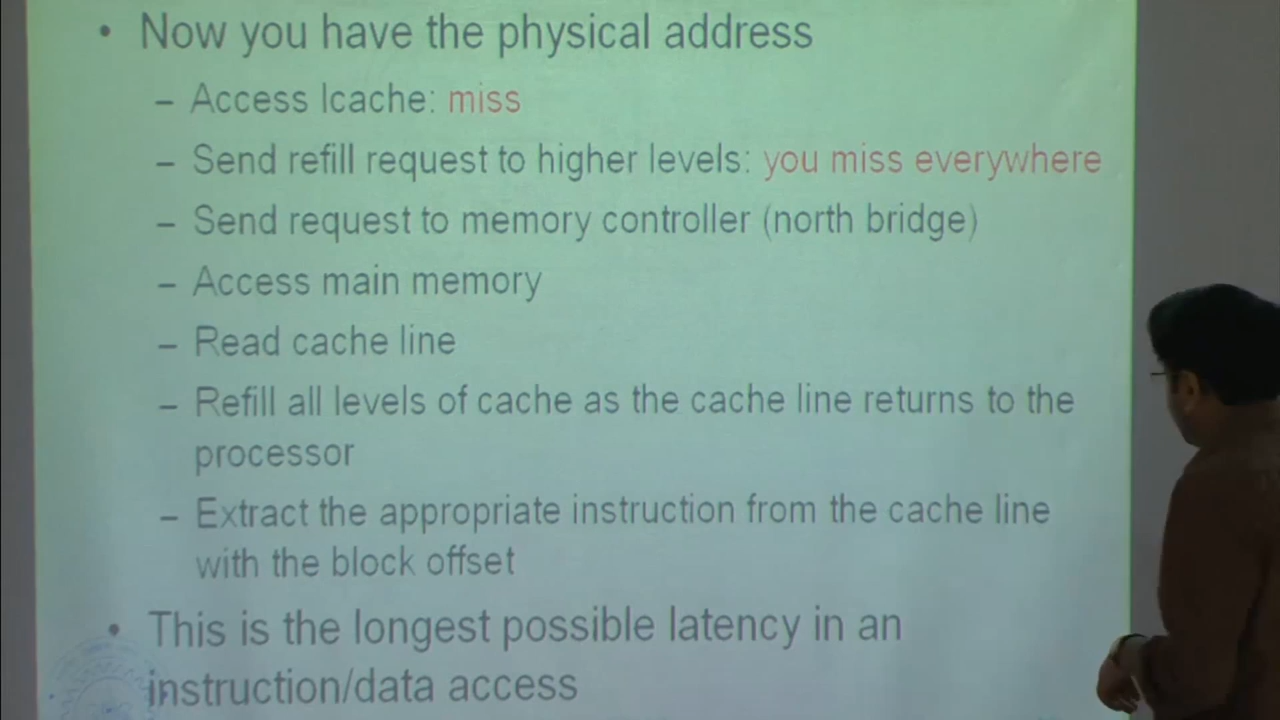 • Now you have the physical address
– Access Icache: miss
– Send refill request to higher levels: you miss everywhere
– Send request to memory controller (north bridge)
– Access main memory
– Read cache line
– Refill all levels of cache as the cache line returns to the
processor
– Extract the appropriate instruction from the cache line
with the block offset
• This is the longest possible latency in an
instruction/data access